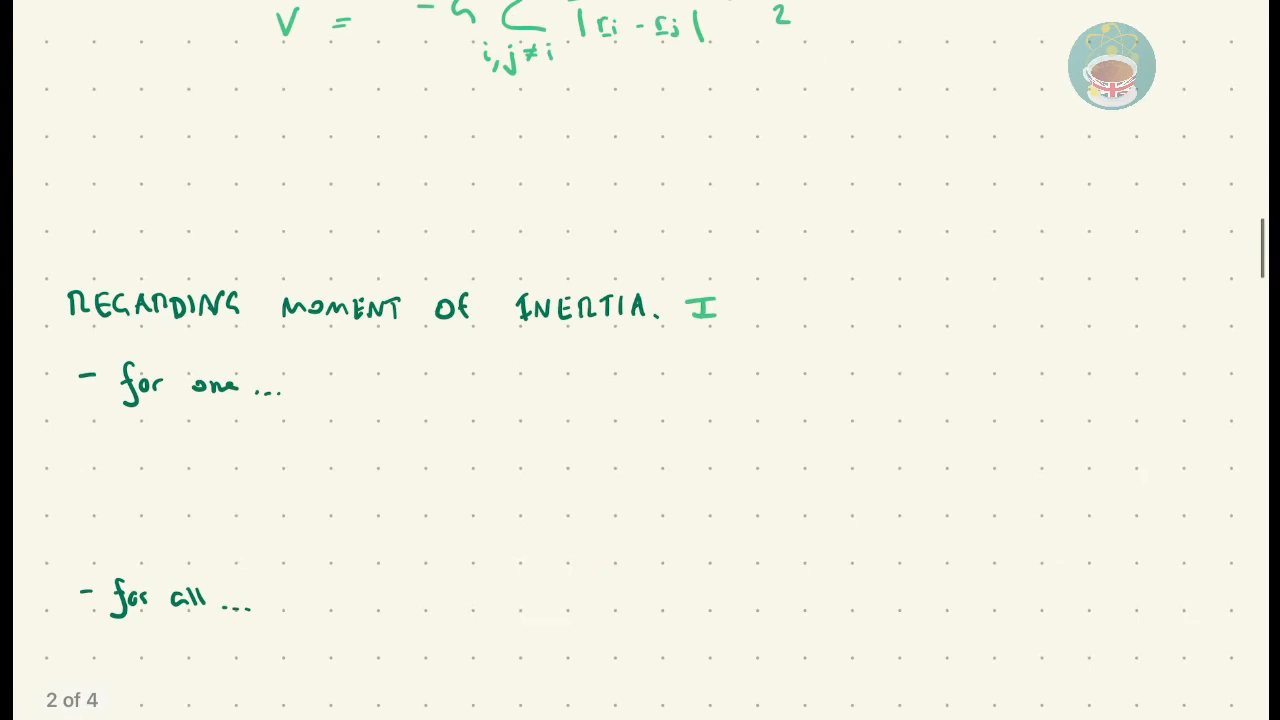 V = - G Σ | ri - rj | 2
i, j ≠ i
REGARDING MOMENT OF INERTIA. I
- for one ...
- for all ...
2 of 4